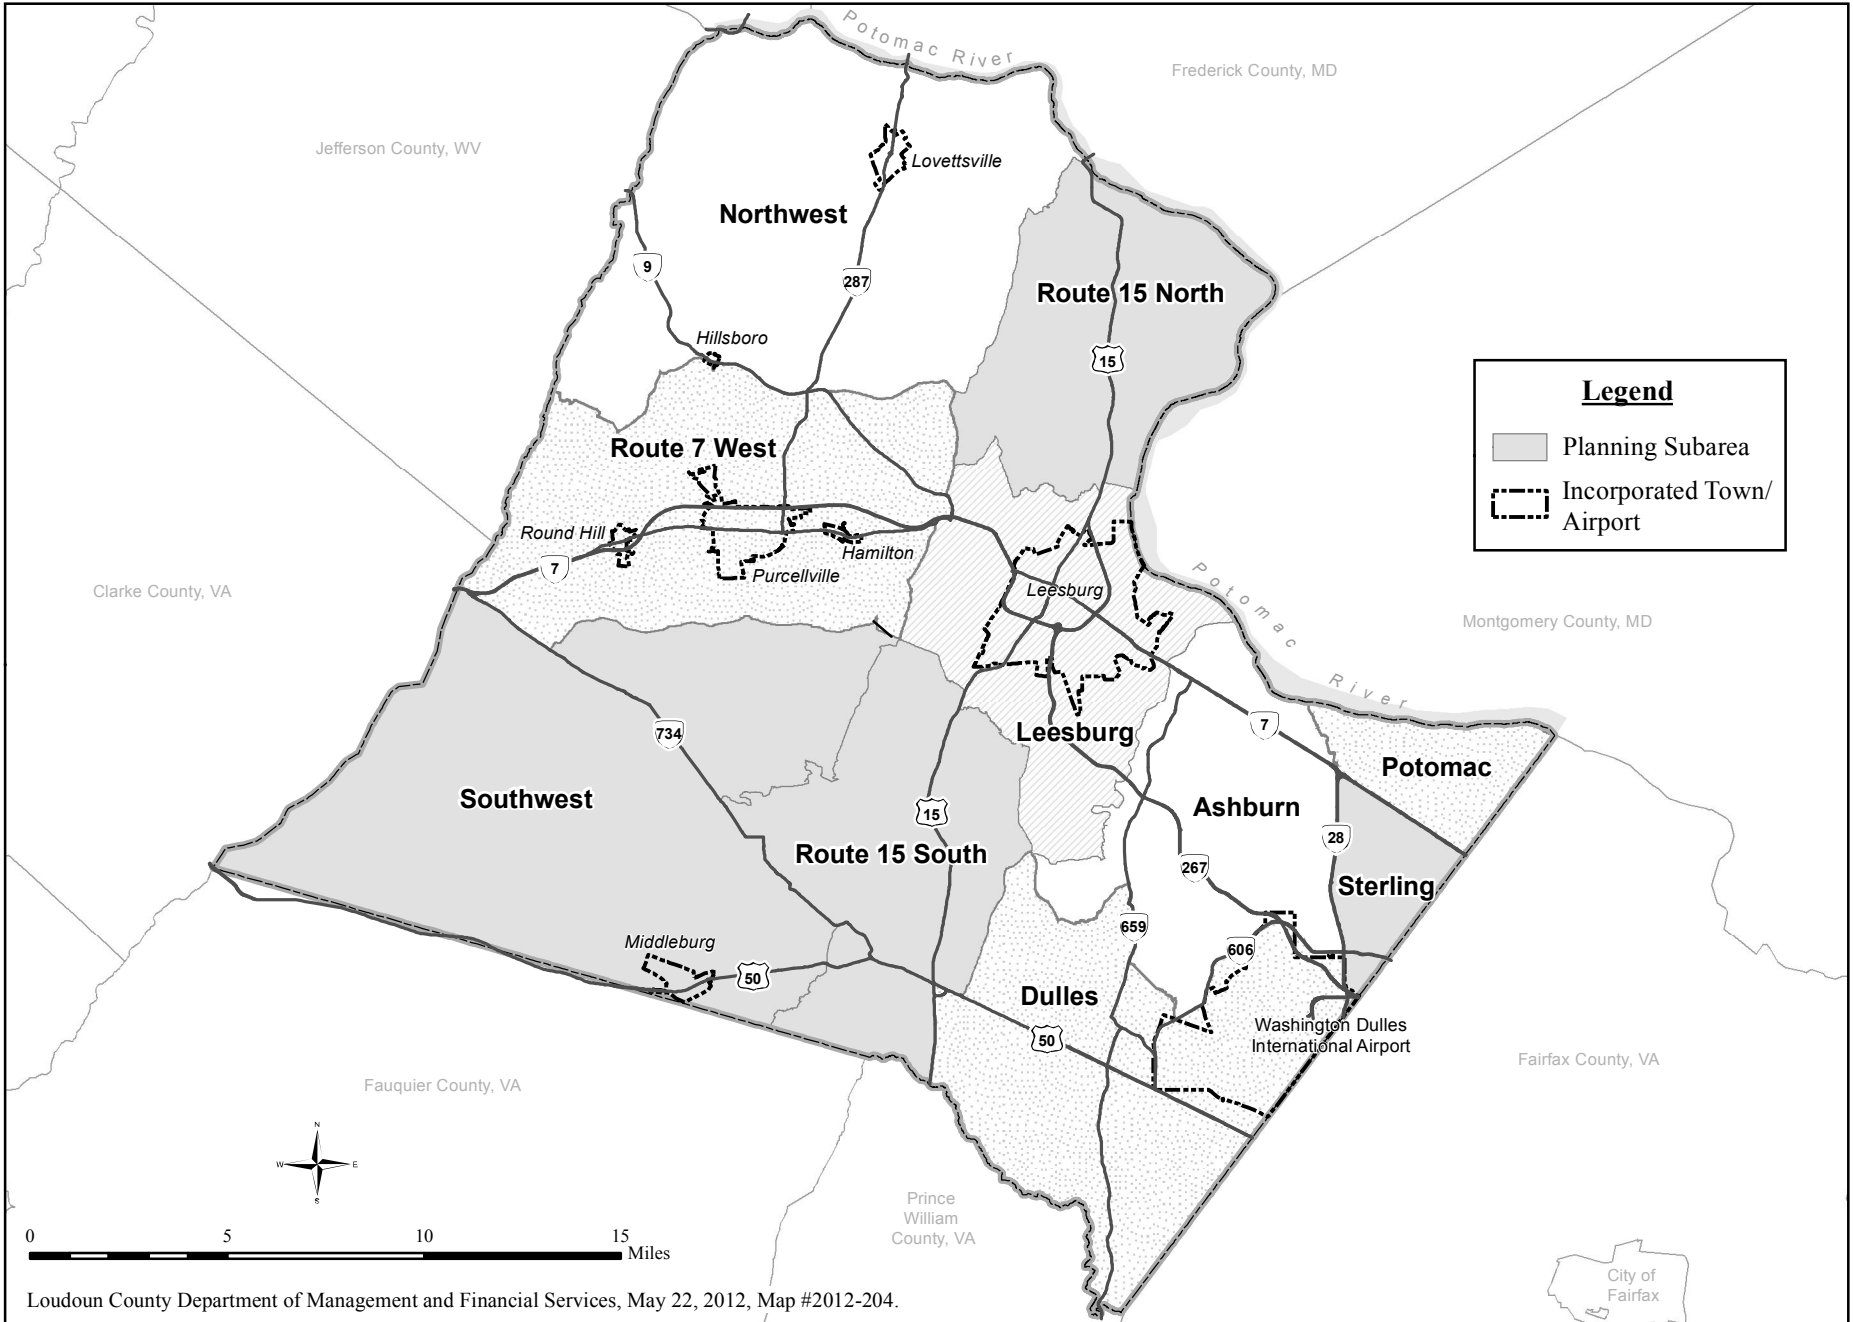 Potomac River
Frederick County, MD
Jefferson County, WV
Lovettsville
Northwest
9
287
Route 15 North
Hillsboro
15
Legend
Planning Subarea
Incorporated Town/
Airport
Route 7 West
Round Hill
Hamilton
7
Purcellville
Leesburg
Clarke County, VA
Potomac River
Montgomery County, MD
734
Leesburg
7
Potomac
Southwest
15
Ashburn
28
Route 15 South
267
Sterling
659
Middleburg
606
50
Dulles
50
Washington Dulles
International Airport
Fairfax County, VA
Fauquier County, VA
N
W
E
S
Prince
William
County, VA
0
5
10
15
Miles
City of
Fairfax
Loudoun County Department of Management and Financial Services, May 22, 2012, Map #2012-204.